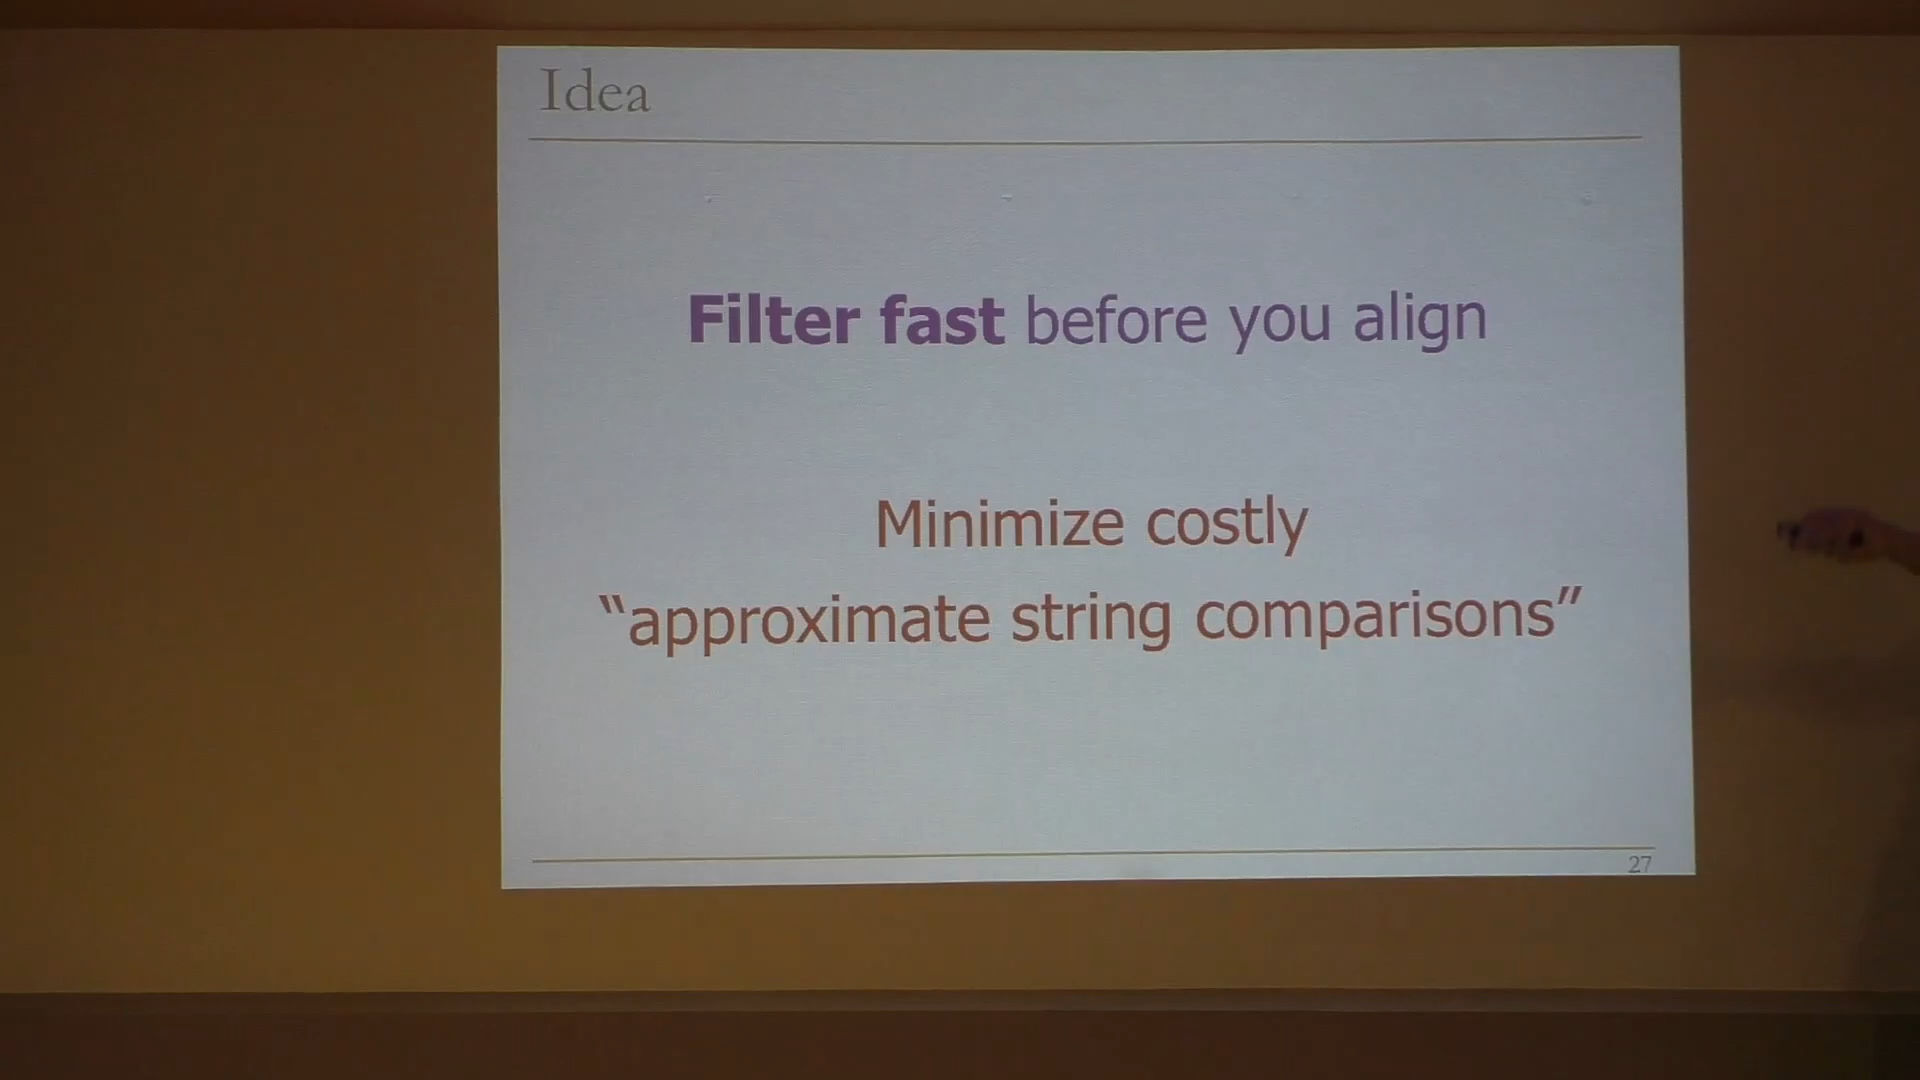 Idea
Filter fast before you align
Minimize costly
“approximate string comparisons”
27